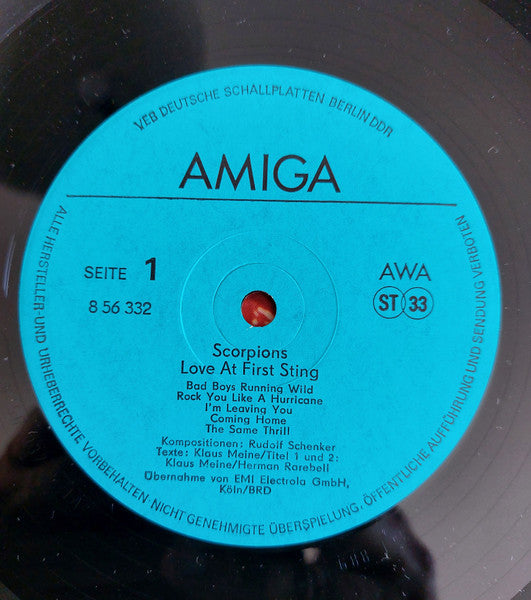 VEB DEUTSCHE SCHALLPLATTEN BERLIN DDR
AMIGA
SEITE 1
8 56 332
AWA
ST 33
Scorpions
Love At First Sting
Bad Boys Running Wild
Rock You Like A Hurricane
I'm Leaving You
Coming Home
The Same Thrill
Kompositionen: Rudolf Schenker
Texte: Klaus Meine/Titel 1 und 2:
Klaus Meine/Herman Rarebell
Übernahme von EMI Electrola GmbH,
Köln/BRD
ALLE HERSTELLER- UND URHEBERRECHTE VORBEHALTEN. NICHT GENEHMIGTE ÜBERSPIELUNG, ÖFFENTLICHE AUFFÜHRUNG UND SENDUNG VERBOTEN